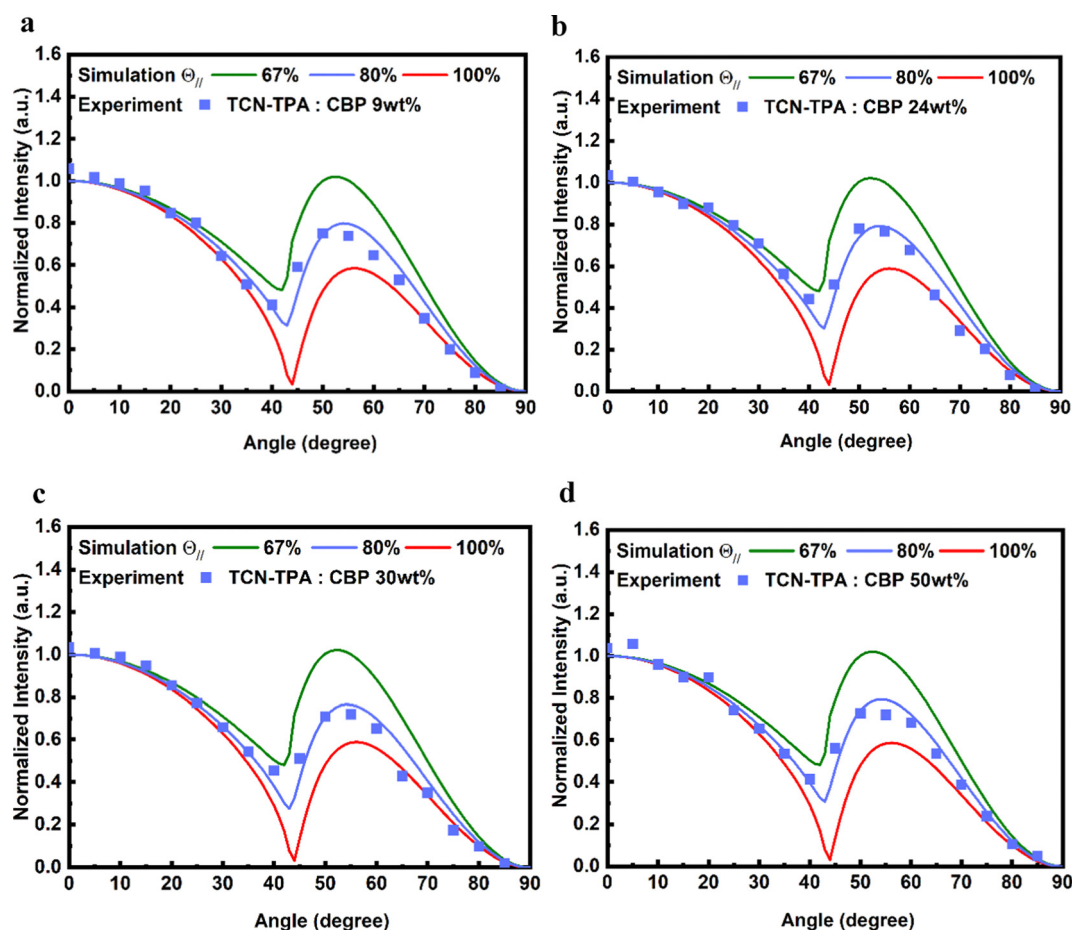 a
1.6
1.4
1.2
1.0
0.8
0.6
0.4
0.2
0.0
Normalized Intensity (a.u.)
Simulation Θ// 67% 80% 100%
Experiment TCN-TPA : CBP 9wt%
0 10 20 30 40 50 60 70 80 90
Angle (degree)
b
1.6
1.4
1.2
1.0
0.8
0.6
0.4
0.2
0.0
Normalized Intensity (a.u.)
Simulation Θ// 67% 80% 100%
Experiment TCN-TPA : CBP 24wt%
0 10 20 30 40 50 60 70 80 90
Angle (degree)
c
1.6
1.4
1.2
1.0
0.8
0.6
0.4
0.2
0.0
Normalized Intensity (a.u.)
Simulation Θ// 67% 80% 100%
Experiment TCN-TPA : CBP 30wt%
0 10 20 30 40 50 60 70 80 90
Angle (degree)
d
1.6
1.4
1.2
1.0
0.8
0.6
0.4
0.2
0.0
Normalized Intensity (a.u.)
Simulation Θ// 67% 80% 100%
Experiment TCN-TPA : CBP 50wt%
0 10 20 30 40 50 60 70 80 90
Angle (degree)